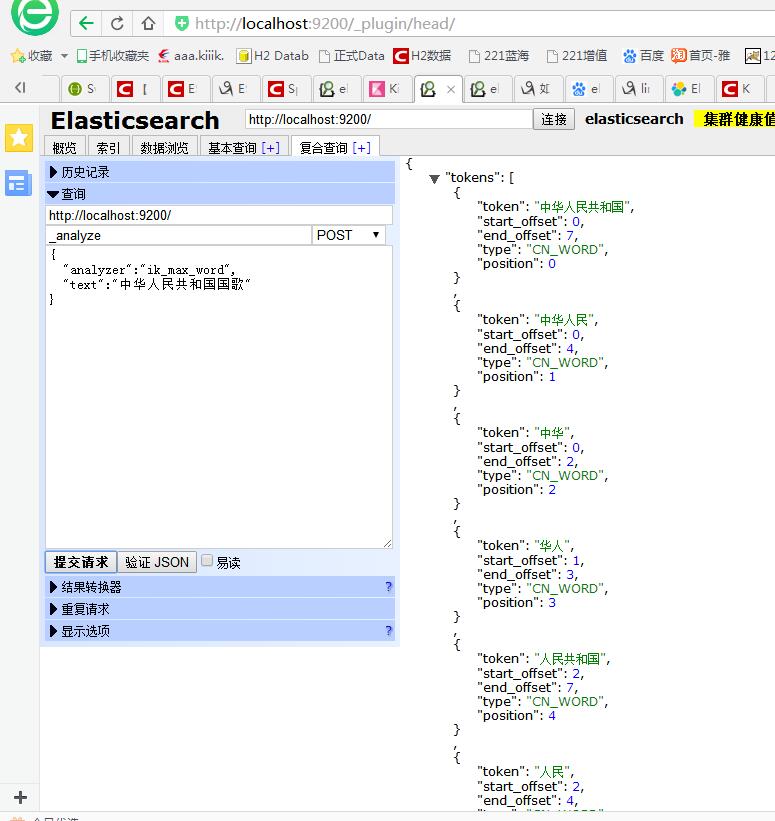 http://localhost:9200/_plugin/head/
收藏 手机收藏夹 aaa.kiiik. H2 Datab 正式Data H2数据 221蓝海 221增值 百度 首页-雅 12
Elasticsearch http://localhost:9200/ 连接 elasticsearch 集群健康值
概览 索引 数据浏览 基本查询 [+] 复合查询 [+]
历史记录
查询
http://localhost:9200/
_analyze POST
{
"analyzer":"ik_max_word",
"text":"中华人民共和国国歌"
}
提交请求 验证 JSON 易读
结果转换器 ?
重复请求
显示选项 ?
{
"tokens": [
{
"token": "中华人民共和国",
"start_offset": 0,
"end_offset": 7,
"type": "CN_WORD",
"position": 0
}
,
{
"token": "中华人民",
"start_offset": 0,
"end_offset": 4,
"type": "CN_WORD",
"position": 1
}
,
{
"token": "中华",
"start_offset": 0,
"end_offset": 2,
"type": "CN_WORD",
"position": 2
}
,
{
"token": "华人",
"start_offset": 1,
"end_offset": 3,
"type": "CN_WORD",
"position": 3
}
,
{
"token": "人民共和国",
"start_offset": 2,
"end_offset": 7,
"type": "CN_WORD",
"position": 4
}
,
{
"token": "人民",
"start_offset": 2,
"end_offset": 4,